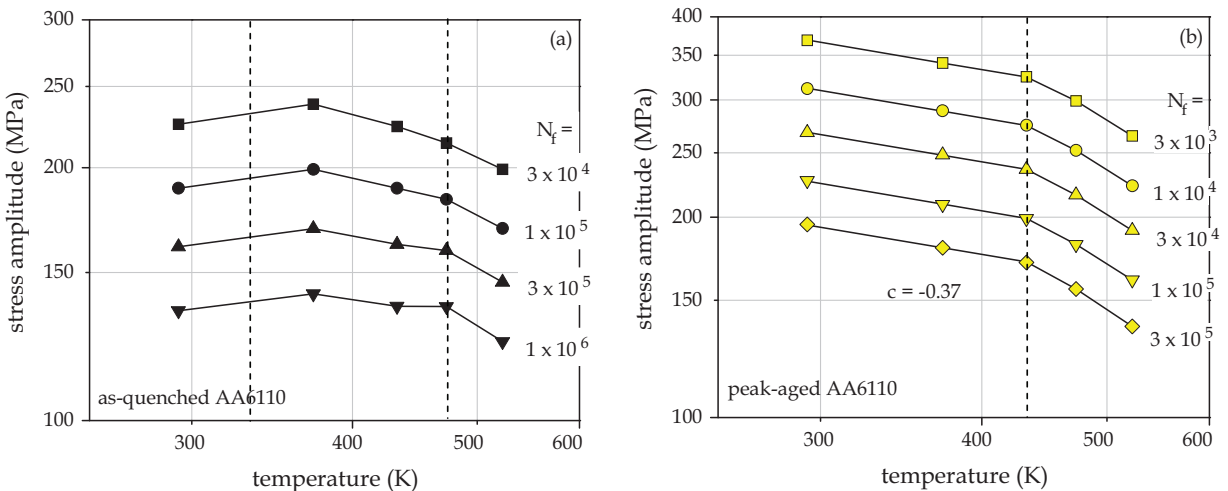 300
250
200
150
100
stress amplitude (MPa)
(a)
N_f =
3 x 10^4
1 x 10^5
3 x 10^5
1 x 10^6
as-quenched AA6110
300
400
500
600
temperature (K)
400
350
300
250
200
150
100
stress amplitude (MPa)
(b)
N_f =
3 x 10^3
1 x 10^4
3 x 10^4
1 x 10^5
3 x 10^5
c = -0.37
peak-aged AA6110
300
400
500
600
temperature (K)